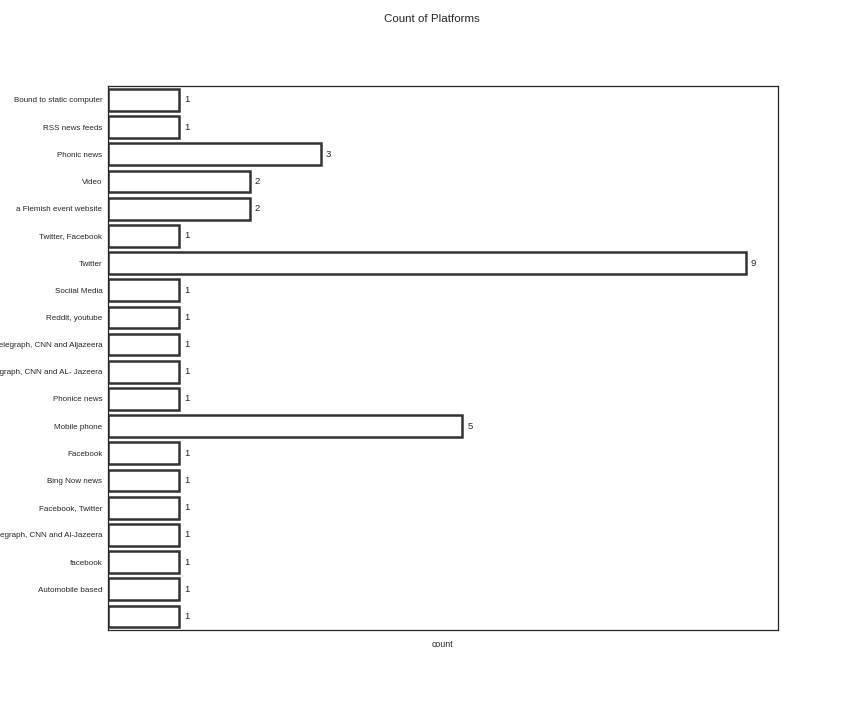 Count of Platforms
Bound to static computer 1
RSS news feeds 1
Phonic news 3
Video 2
a Flemish event website 2
Twitter, Facebook 1
Twitter 9
Sociial Media 1
Reddit, youtube 1
elegraph, CNN and Aljazeera 1
graph, CNN and AL- Jazeera 1
Phonice news 1
Mobile phone 5
Facebook 1
Bing Now news 1
Facebook, Twitter 1
egraph, CNN and Al-Jazeera 1
facebook 1
Automobile based 1
1
count